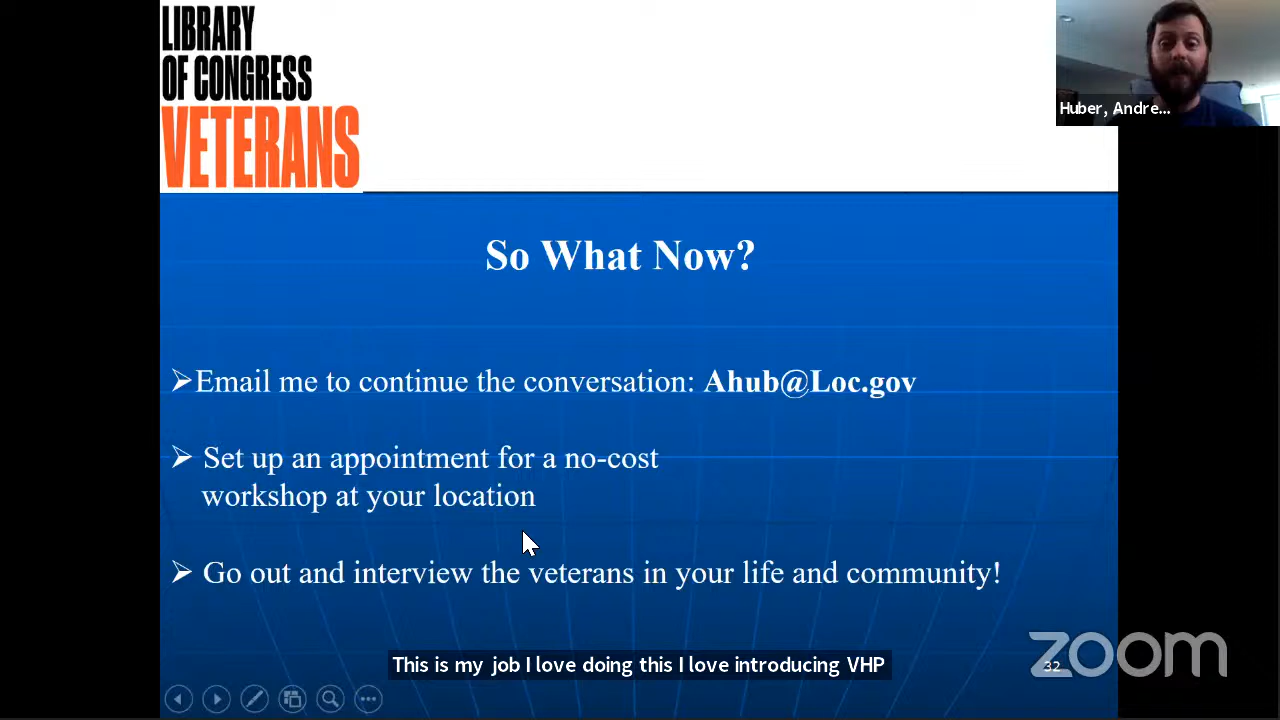 LIBRARY
OF CONGRESS
VETERANS
Huber, Andre...
So What Now?
➢Email me to continue the conversation: Ahub@Loc.gov
➢ Set up an appointment for a no-cost
workshop at your location
➢ Go out and interview the veterans in your life and community!
This is my job I love doing this I love introducing VHP
32
zoom